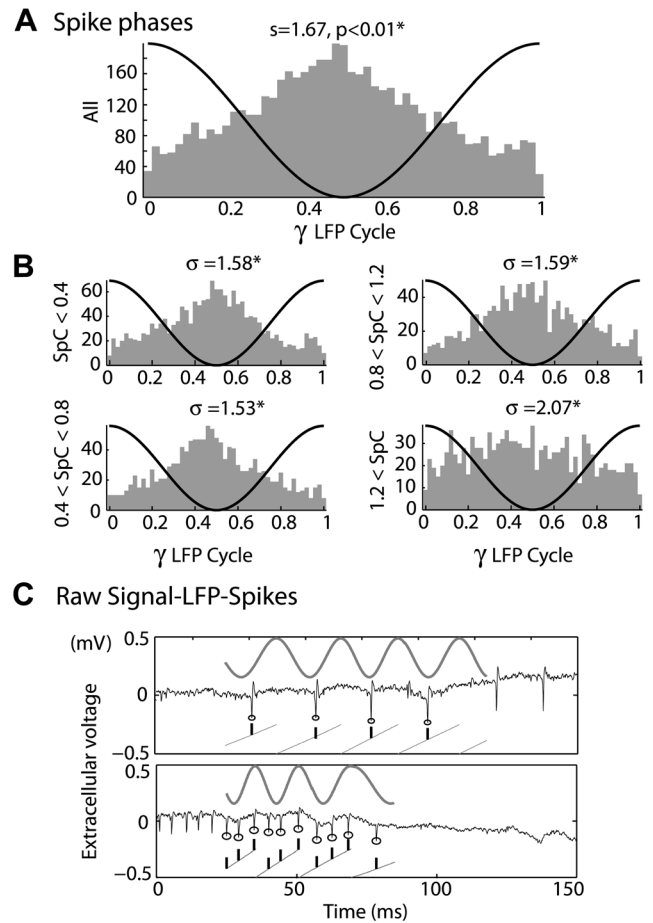 A Spike phases
s=1.67, p<0.01*
All
160
120
80
40
0
0 0.2 0.4 0.6 0.8 1
γ LFP Cycle
B
σ =1.58*
SpC < 0.4
60
40
20
0
0 0.2 0.4 0.6 0.8 1
σ =1.59*
0.8 < SpC < 1.2
40
20
0
0 0.2 0.4 0.6 0.8 1
σ =1.53*
0.4 < SpC < 0.8
40
20
0
0 0.2 0.4 0.6 0.8 1
γ LFP Cycle
σ =2.07*
1.2 < SpC
30
20
10
0
0 0.2 0.4 0.6 0.8 1
γ LFP Cycle
C Raw Signal-LFP-Spikes
(mV)
Extracellular voltage
0.5
0
−0.5
0.5
0
−0.5
0 50 100 150
Time (ms)